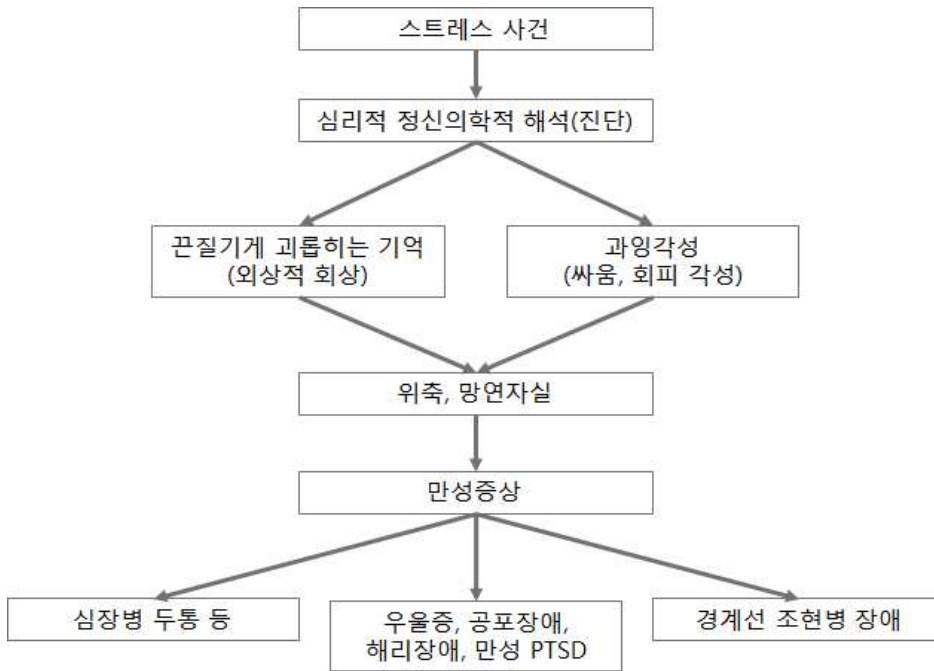 스트레스 사건
심리적 정신의학적 해석(진단)
끈질기게 괴롭히는 기억
(외상적 회상)
과잉각성
(싸움, 회피 각성)
위축, 망연자실
만성증상
심장병 두통 등
우울증, 공포장애,
해리장애, 만성 PTSD
경계선 조현병 장애